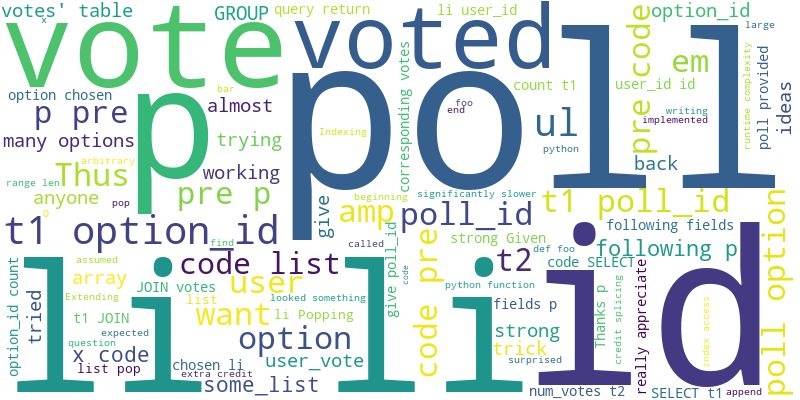 votes' table GROUP query return li user_id option_id
x vote voted poll large
option chosen almost corresponding votes count t1 em pre code runtime complexity poll provided ideas
bar p foo end user_id id writing
p pre trying Indexing ul python implemented
many options arbitrary working back
Thus pre p significantly slower
range len anyone pop give amp beginning t1 poll_id
O t1 option_id find called poll_id following fields
give poll_id strong Given def foo following p
li li id code list t2 code SELECT poll option
option_id count assumed array user code pre code
tried Extending JOIN votes looked something python function Thanks p really appreciate
list want li Popping fields p credit splicing index access
t1 JOIN expected option strong
question x code chosen li user_vote trick surprised
list pop extra credit some_list num_votes t2 SELECT t1 append